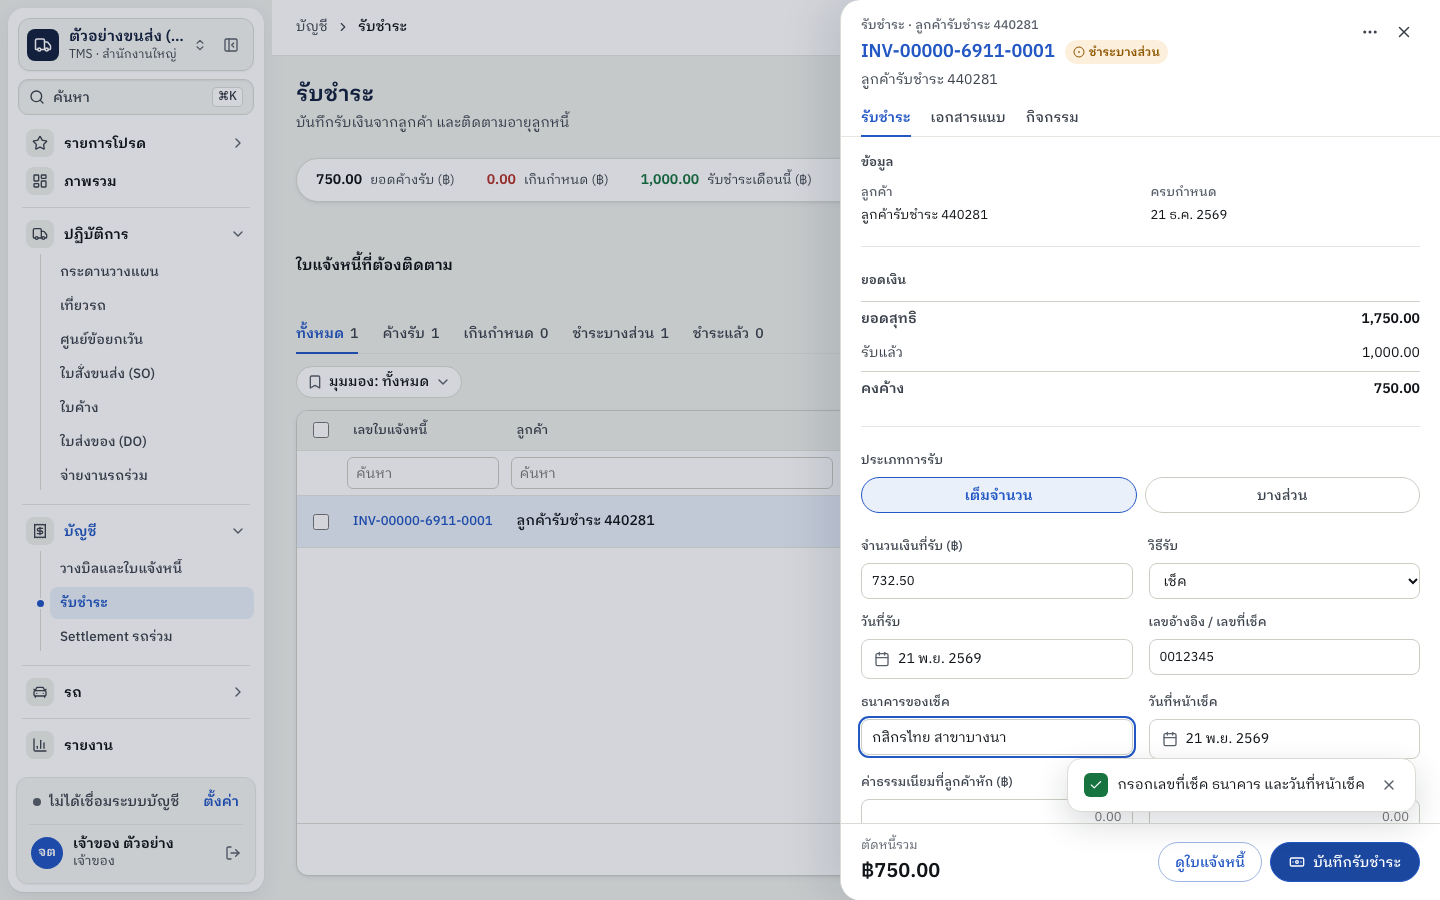 ตัวอย่างขนส่ง (...
TMS · สำนักงานใหญ่
ค้นหา
⌘K
รายการโปรด
ภาพรวม
ปฏิบัติการ
กระดานวางแผน
เที่ยวรถ
ศูนย์ข้อยกเว้น
ใบสั่งขนส่ง (SO)
ใบค้าง
ใบส่งของ (DO)
จ่ายงานรถร่วม
บัญชี
วางบิลและใบแจ้งหนี้
รับชำระ
Settlement รถร่วม
รถ
รายงาน
ไม่ได้เชื่อมระบบบัญชี ตั้งค่า
จต
เจ้าของ ตัวอย่าง
เจ้าของ
บัญชี > รับชำระ
รับชำระ
บันทึกรับเงินจากลูกค้า และติดตามอายุลูกหนี้
750.00 ยอดค้างรับ (฿) 0.00 เกินกำหนด (฿) 1,000.00 รับชำระเดือนนี้ (฿)
ใบแจ้งหนี้ที่ต้องติดตาม
ทั้งหมด 1 ค้างรับ 1 เกินกำหนด 0 ชำระบางส่วน 1 ชำระแล้ว 0
มุมมอง: ทั้งหมด
เลขใบแจ้งหนี้ ลูกค้า
ค้นหา ค้นหา
INV-00000-6911-0001 ลูกค้ารับชำระ 440281
รับชำระ · ลูกค้ารับชำระ 440281
INV-00000-6911-0001 ชำระบางส่วน
ลูกค้ารับชำระ 440281
รับชำระ เอกสารแนบ กิจกรรม
ข้อมูล
ลูกค้า ครบกำหนด
ลูกค้ารับชำระ 440281 21 ธ.ค. 2569
ยอดเงิน
ยอดสุทธิ 1,750.00
รับแล้ว 1,000.00
คงค้าง 750.00
ประเภทการรับ
เต็มจำนวน บางส่วน
จำนวนเงินที่รับ (฿) วิธีรับ
732.50 เช็ค
วันที่รับ เลขอ้างอิง / เลขที่เช็ค
21 พ.ย. 2569 0012345
ธนาคารของเช็ค วันที่หน้าเช็ค
กสิกรไทย สาขาบางนา 21 พ.ย. 2569
ค่าธรรมเนียมที่ลูกค้าหัก (฿)
กรอกเลขที่เช็ค ธนาคาร และวันที่หน้าเช็ค
0.00 0.00
ตัดหนี้รวม
฿750.00
ดูใบแจ้งหนี้ บันทึกรับชำระ